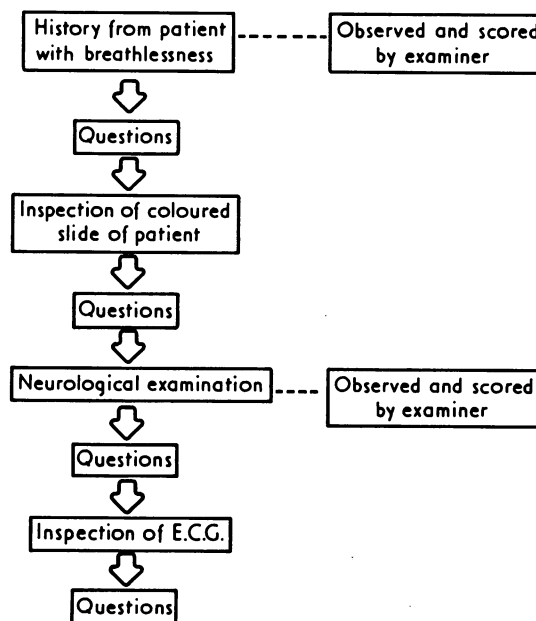 History from patient
with breathlessness
Observed and scored
by examiner
Questions
Inspection of coloured
slide of patient
Questions
Neurological examination
Observed and scored
by examiner
Questions
Inspection of E.C.G.
Questions